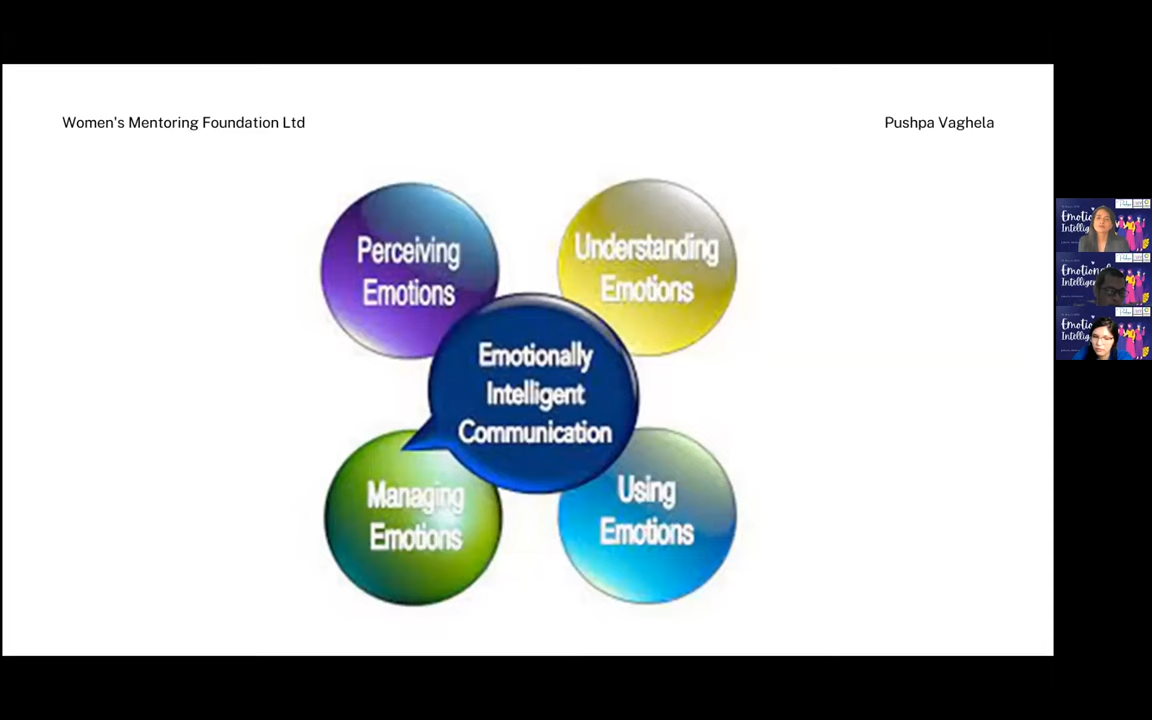 Women's Mentoring Foundation Ltd
Pushpa Vaghela
Perceiving
Emotions
Understanding
Emotions
Emotionally
Intelligent
Communication
Managing
Emotions
Using
Emotions